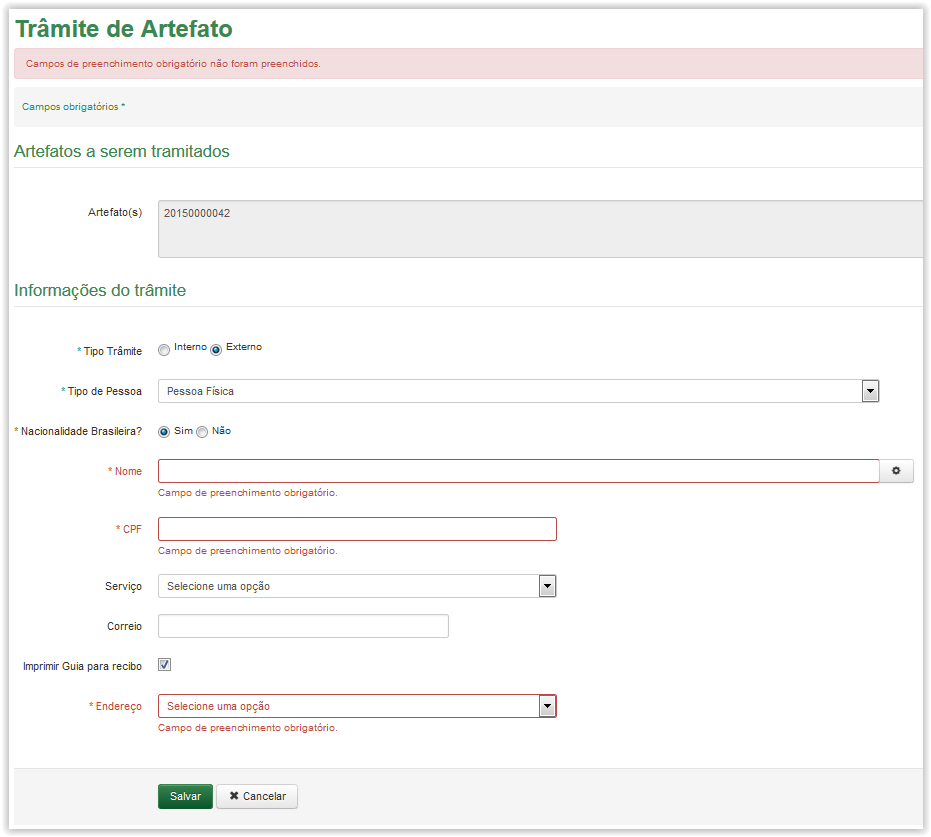 Trâmite de Artefato
Campos de preenchimento obrigatório não foram preenchidos.
Campos obrigatórios *
Artefatos a serem tramitados
Artefato(s) 20150000042
Informações do trâmite
* Tipo Trâmite Interno Externo
* Tipo de Pessoa Pessoa Física
* Nacionalidade Brasileira? Sim Não
* Nome
Campo de preenchimento obrigatório.
* CPF
Campo de preenchimento obrigatório.
Serviço Selecione uma opção
Correio
Imprimir Guia para recibo
* Endereço Selecione uma opção
Campo de preenchimento obrigatório.
Salvar Cancelar